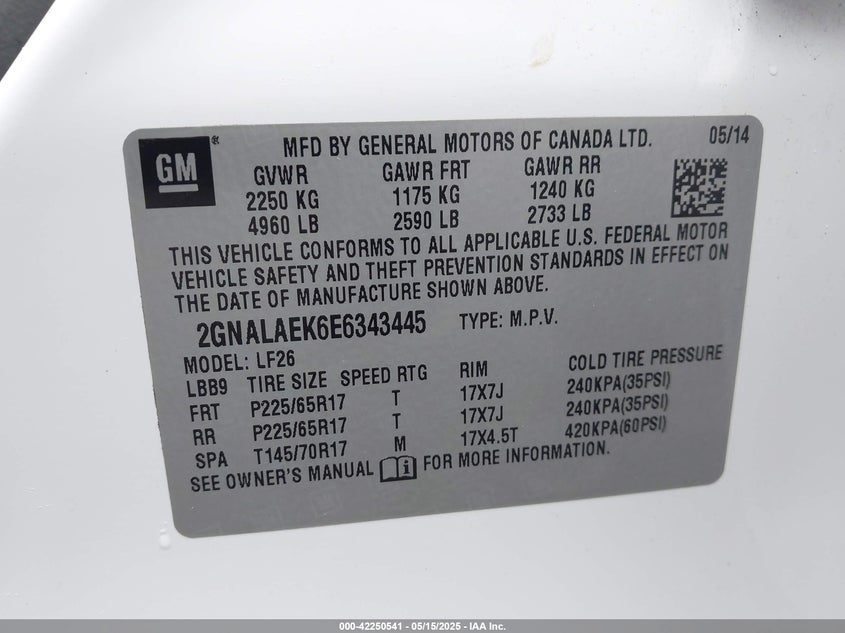 GM
®
MFD BY GENERAL MOTORS OF CANADA LTD. 05/14
GVWR GAWR FRT GAWR RR
2250 KG 1175 KG 1240 KG
4960 LB 2590 LB 2733 LB
THIS VEHICLE CONFORMS TO ALL APPLICABLE U.S. FEDERAL MOTOR
VEHICLE SAFETY AND THEFT PREVENTION STANDARDS IN EFFECT ON
THE DATE OF MANUFACTURE SHOWN ABOVE.
2GNALAEK6E6343445 TYPE: M.P.V.
MODEL: LF26
LBB9 TIRE SIZE SPEED RTG RIM COLD TIRE PRESSURE
FRT P225/65R17 T 17X7J 240KPA(35PSI)
RR P225/65R17 T 17X7J 240KPA(35PSI)
SPA T145/70R17 M 17X4.5T 420KPA(60PSI)
SEE OWNER'S MANUAL FOR MORE INFORMATION.
000-42250541 - 05/15/2025 - IAA Inc.